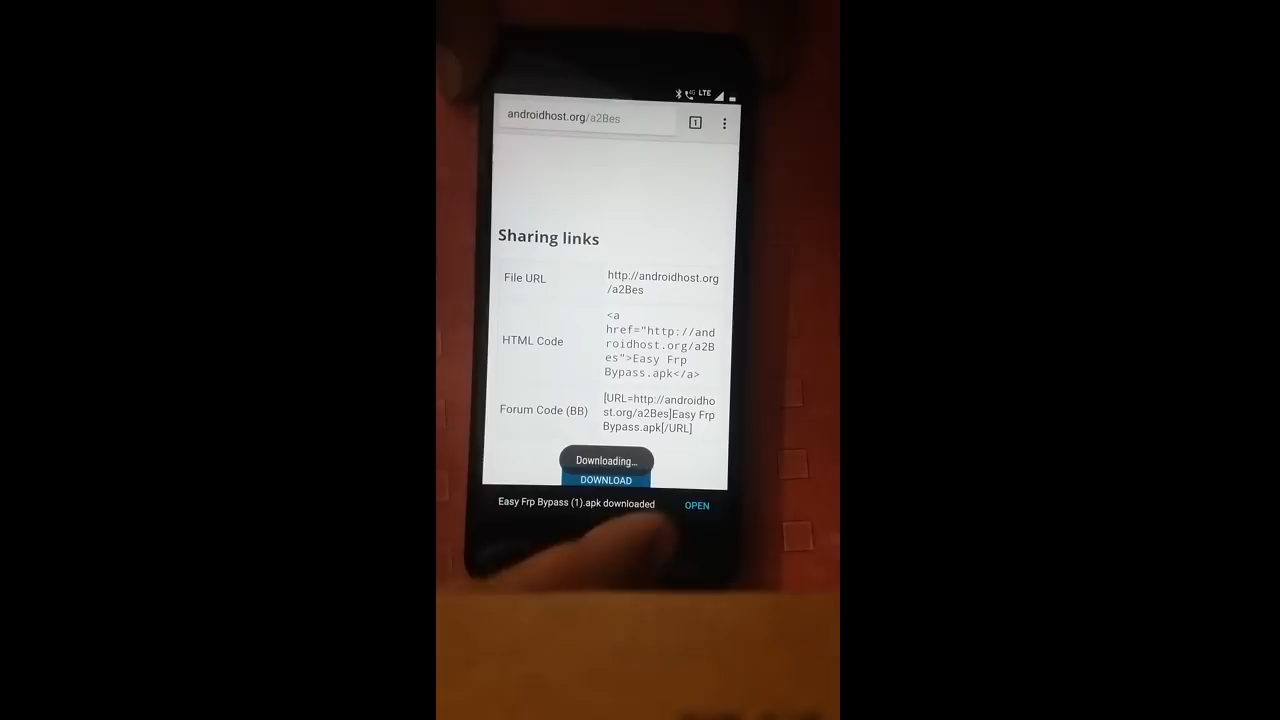 4G LTE
androidhost.org/a2Bes
1
Sharing links
File URL
http://androidhost.org
/a2Bes
HTML Code
<a
href="http://and
roidhost.org/a2B
es">Easy Frp
Bypass.apk</a>
Forum Code (BB)
[URL=http://androidho
st.org/a2Bes]Easy Frp
Bypass.apk[/URL]
Downloading...
DOWNLOAD
Easy Frp Bypass (1).apk downloaded
OPEN